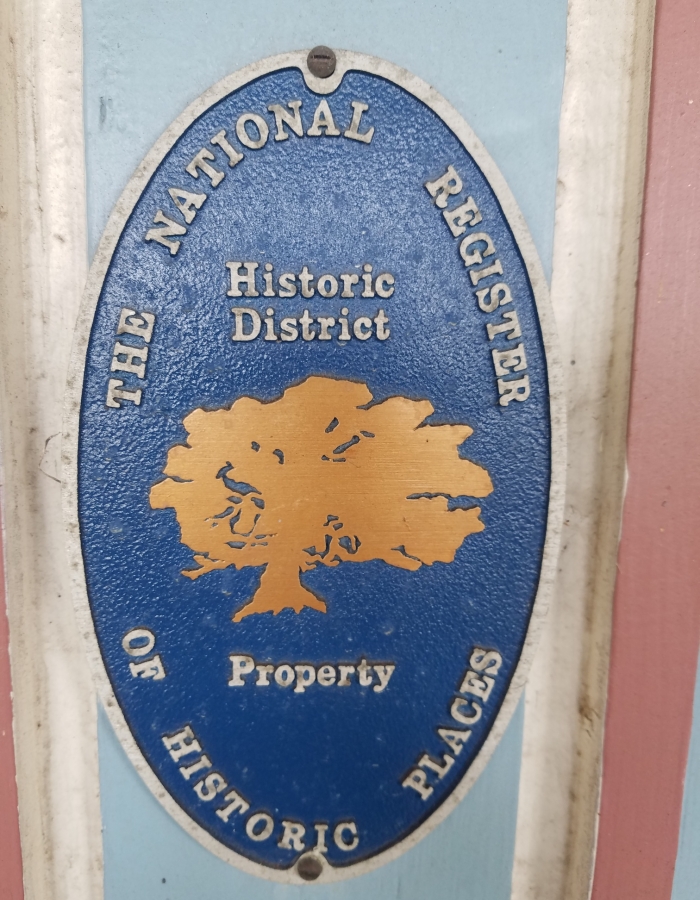 THE NATIONAL REGISTER
Historic
District
Property
OF HISTORIC PLACES